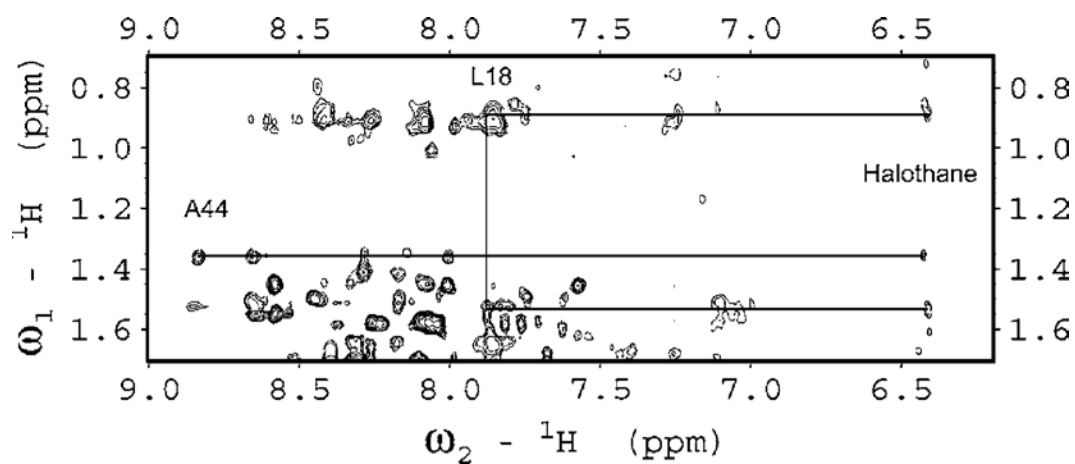 9.0 8.5 8.0 7.5 7.0 6.5
L18
0.8 0.8
1.0 1.0
Halothane
A44
1.2 1.2
1.4 1.4
1.6 1.6
ω₁ - ¹H (ppm)
(ppm)
9.0 8.5 8.0 7.5 7.0 6.5
ω₂ - ¹H (ppm)